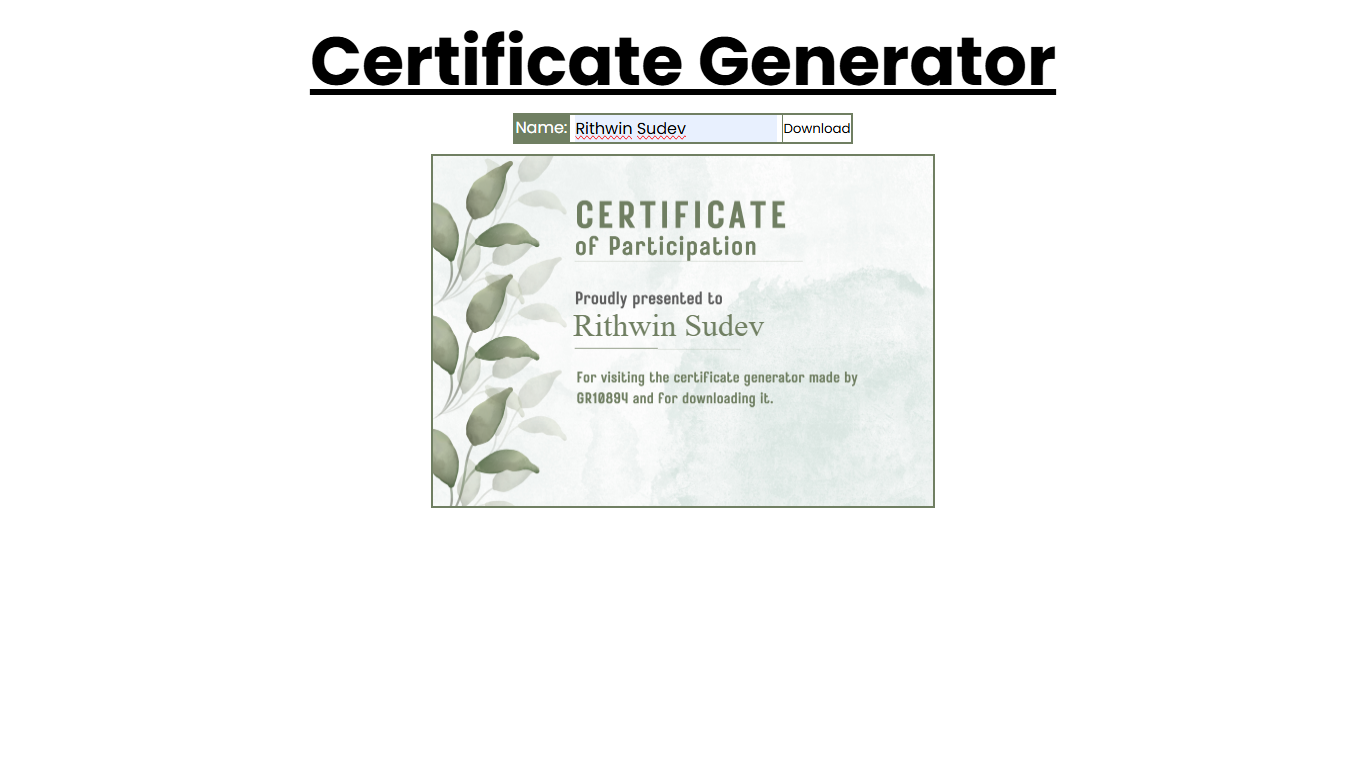 Certificate Generator
Name: Rithwin Sudev Download
CERTIFICATE
of Participation
Proudly presented to
Rithwin Sudev
For visiting the certificate generator made by
GR10894 and for downloading it.